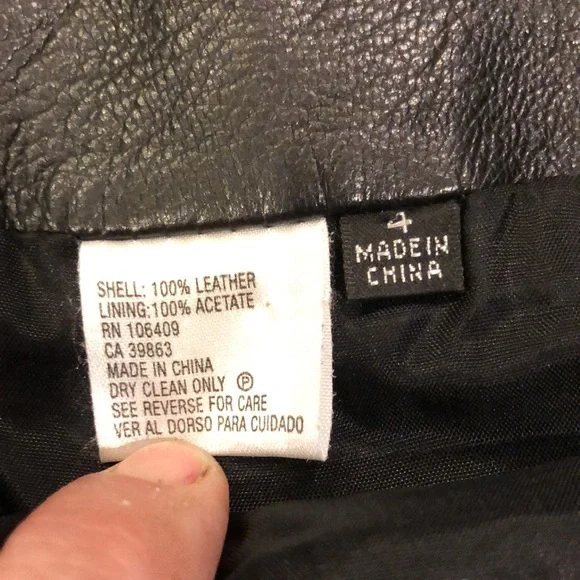 SHELL: 100% LEATHER
LINING:100% ACETATE
RN 106409
CA 39863
MADE IN CHINA
DRY CLEAN ONLY Ⓟ
SEE REVERSE FOR CARE
VER AL DORSO PARA CUIDADO
4
MADE IN
CHINA